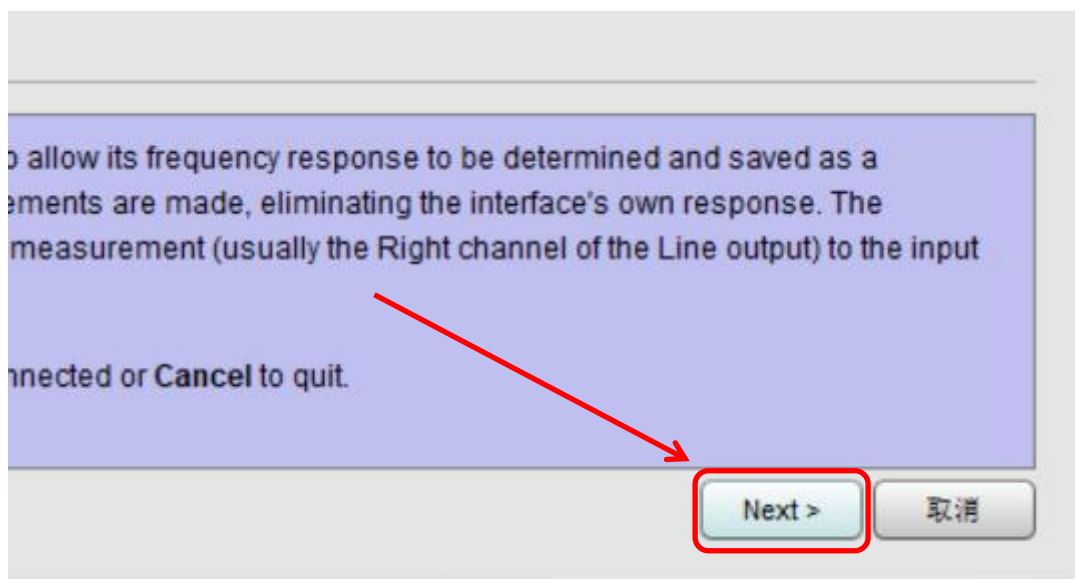 allow its frequency response to be determined and saved as a
ements are made, eliminating the interface's own response. The
measurement (usually the Right channel of the Line output) to the input
nnected or Cancel to quit.
Next >
取消